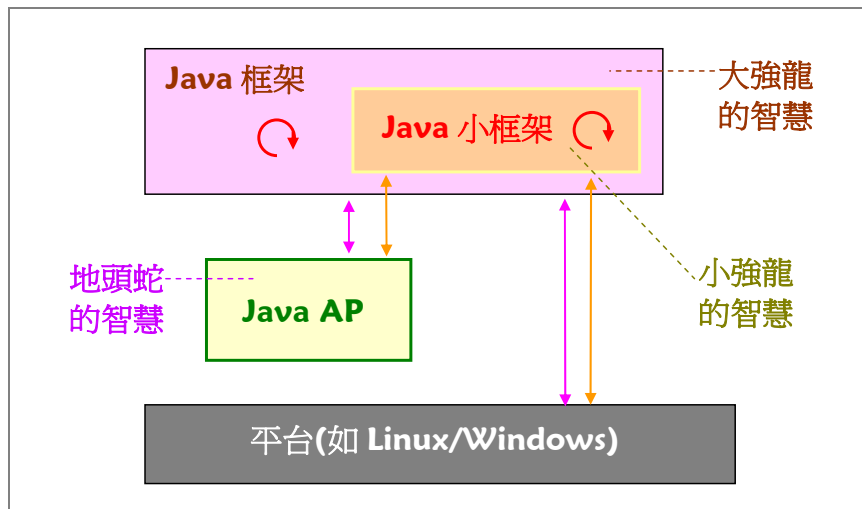 Java 框架
大強龍
的智慧
Java 小框架
地頭蛇
的智慧
小強龍
的智慧
Java AP
平台(如 Linux/Windows)